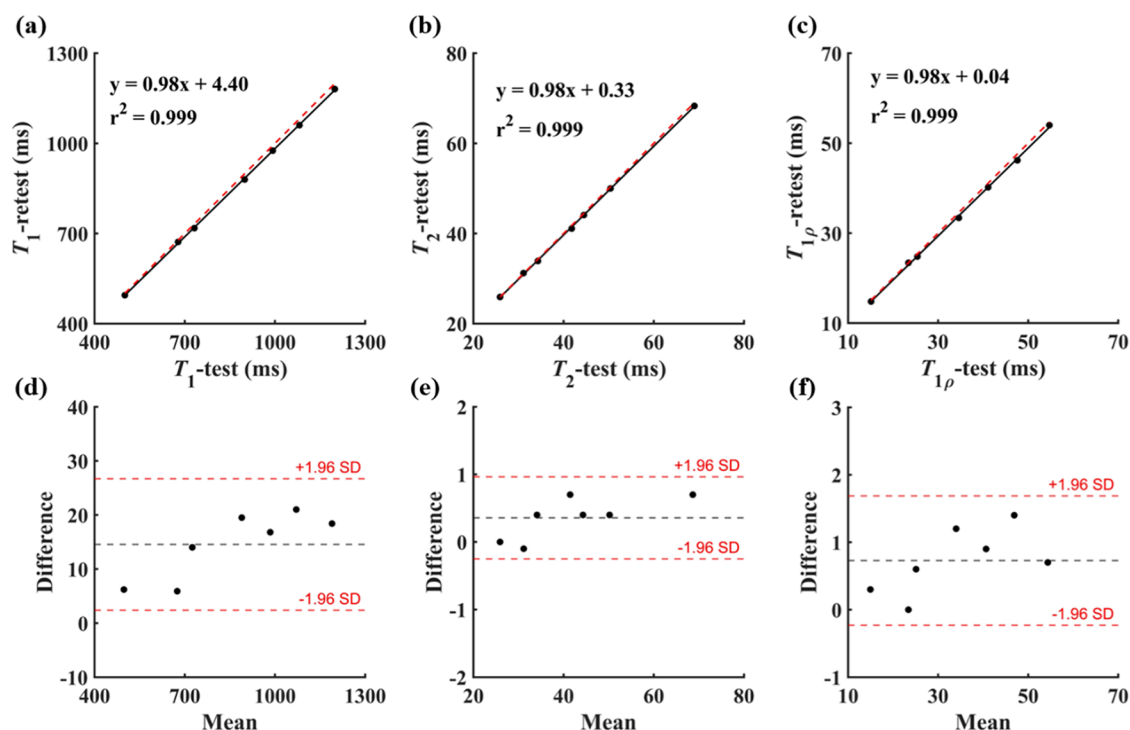 (a)
1300
y = 0.98x + 4.40
r² = 0.999
1000
T₁-retest (ms)
700
400
400 700 1000 1300
T₁-test (ms)
(b)
80
y = 0.98x + 0.33
r² = 0.999
60
T₂-retest (ms)
40
20
20 40 60 80
T₂-test (ms)
(c)
70
y = 0.98x + 0.04
r² = 0.999
50
T₁ρ-retest (ms)
30
10
10 30 50 70
T₁ρ-test (ms)
(d)
40
30
+1.96 SD
20
Difference
10
-1.96 SD
0
-10
400 700 1000 1300
Mean
(e)
2
1
+1.96 SD
Difference
0
-1.96 SD
-1
-2
20 40 60 80
Mean
(f)
3
2
+1.96 SD
Difference
1
0
-1.96 SD
-1
10 30 50 70
Mean